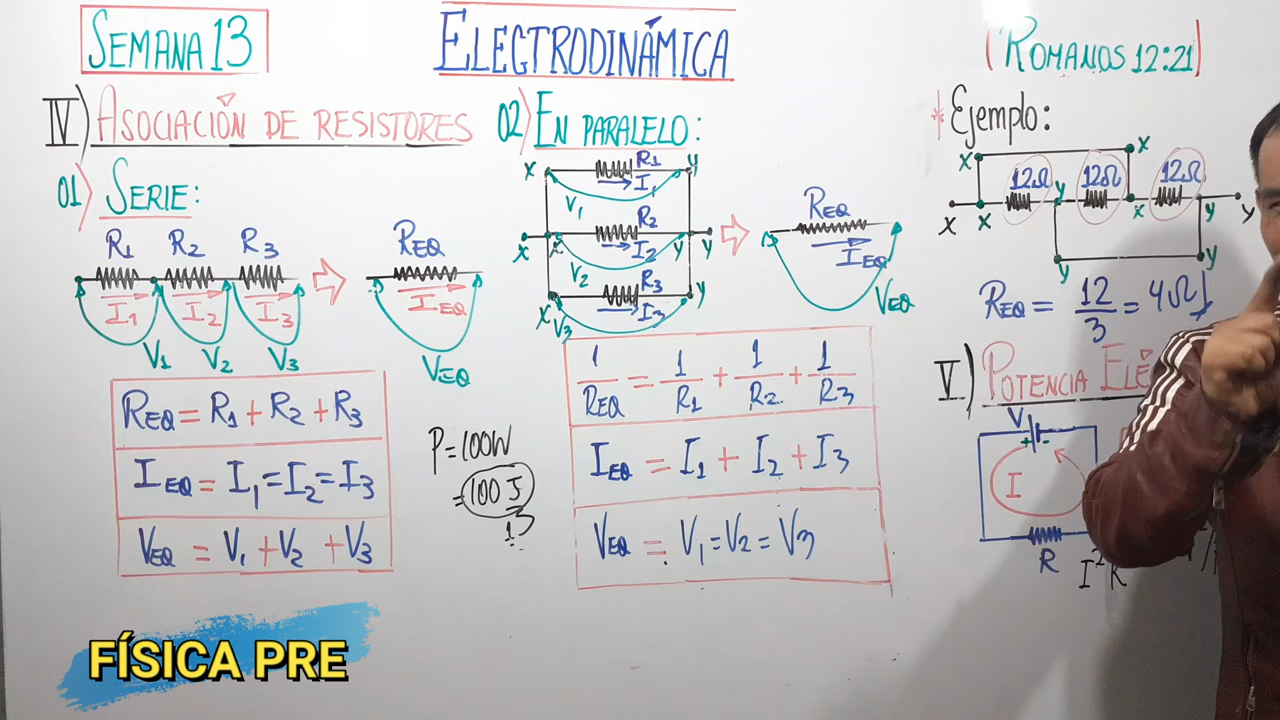 SEMANA 13
ELECTRODINÁMICA
(ROMANOS 12:21)
IV) ASOCIACIÓN DE RESISTORES
01) SERIE:
R1 R2 R3
I1 I2 I3
V1 V2 V3
REQ
IEQ
VEQ
REQ = R1 + R2 + R3
IEQ = I1 = I2 = I3
VEQ = V1 + V2 + V3
P = 100W
= 100 J
1s
02) EN PARALELO:
x R1 y
I1
V1
R2
x x I2 y y
V2
R3
x I3 y
V3
REQ
IEQ
VEQ
1/REQ = 1/R1 + 1/R2 + 1/R3
IEQ = I1 + I2 + I3
VEQ = V1 = V2 = V3
* Ejemplo:
x x
12Ω 12Ω 12Ω
x x y x y y
y y
REQ = 12/3 = 4Ω
V) POTENCIA ELÉ
V
+ -
I
R
I²R
FÍSICA PRE